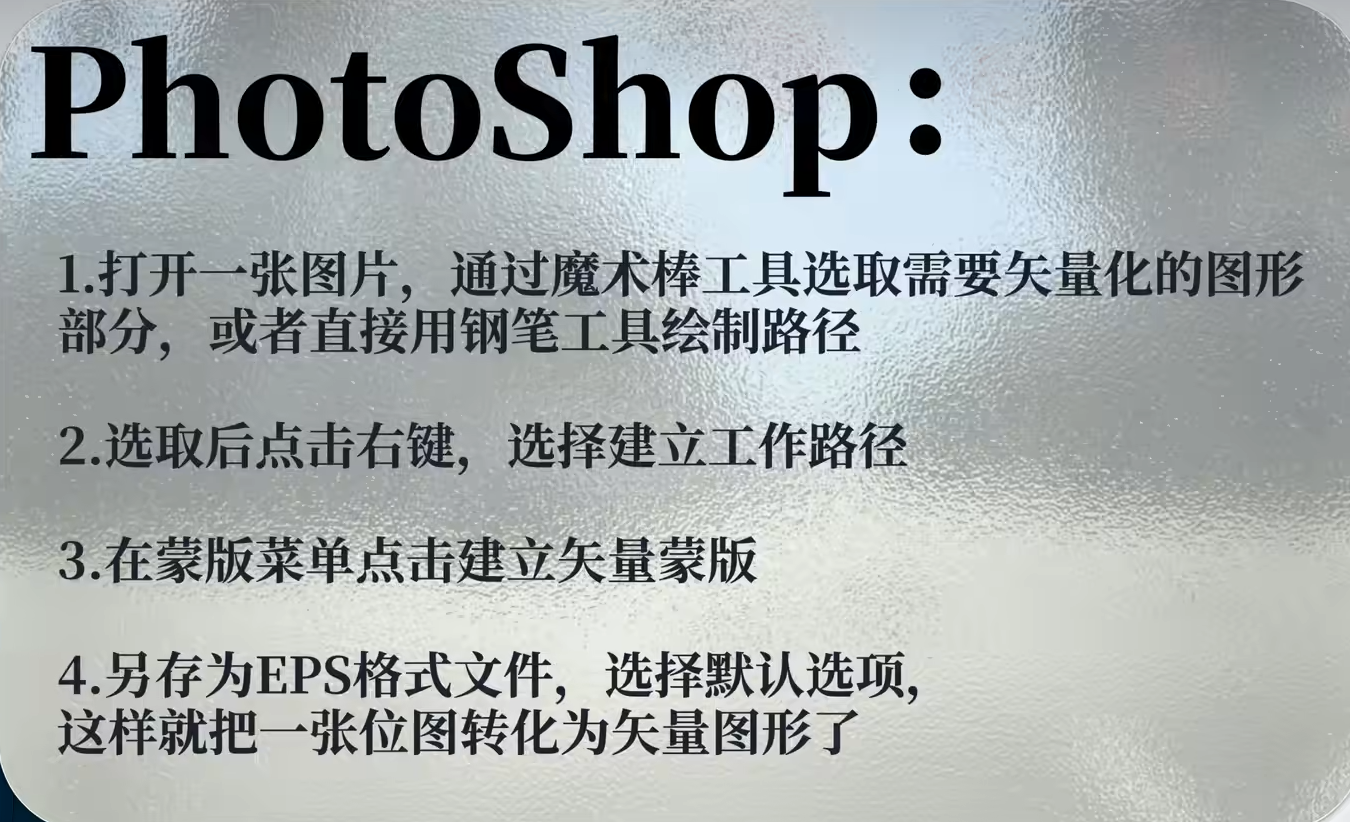 PhotoShop：
1.打开一张图片，通过魔术棒工具选取需要矢量化的图形
部分，或者直接用钢笔工具绘制路径
2.选取后点击右键，选择建立工作路径
3.在蒙版菜单点击建立矢量蒙版
4.另存为EPS格式文件，选择默认选项，
这样就把一张位图转化为矢量图形了